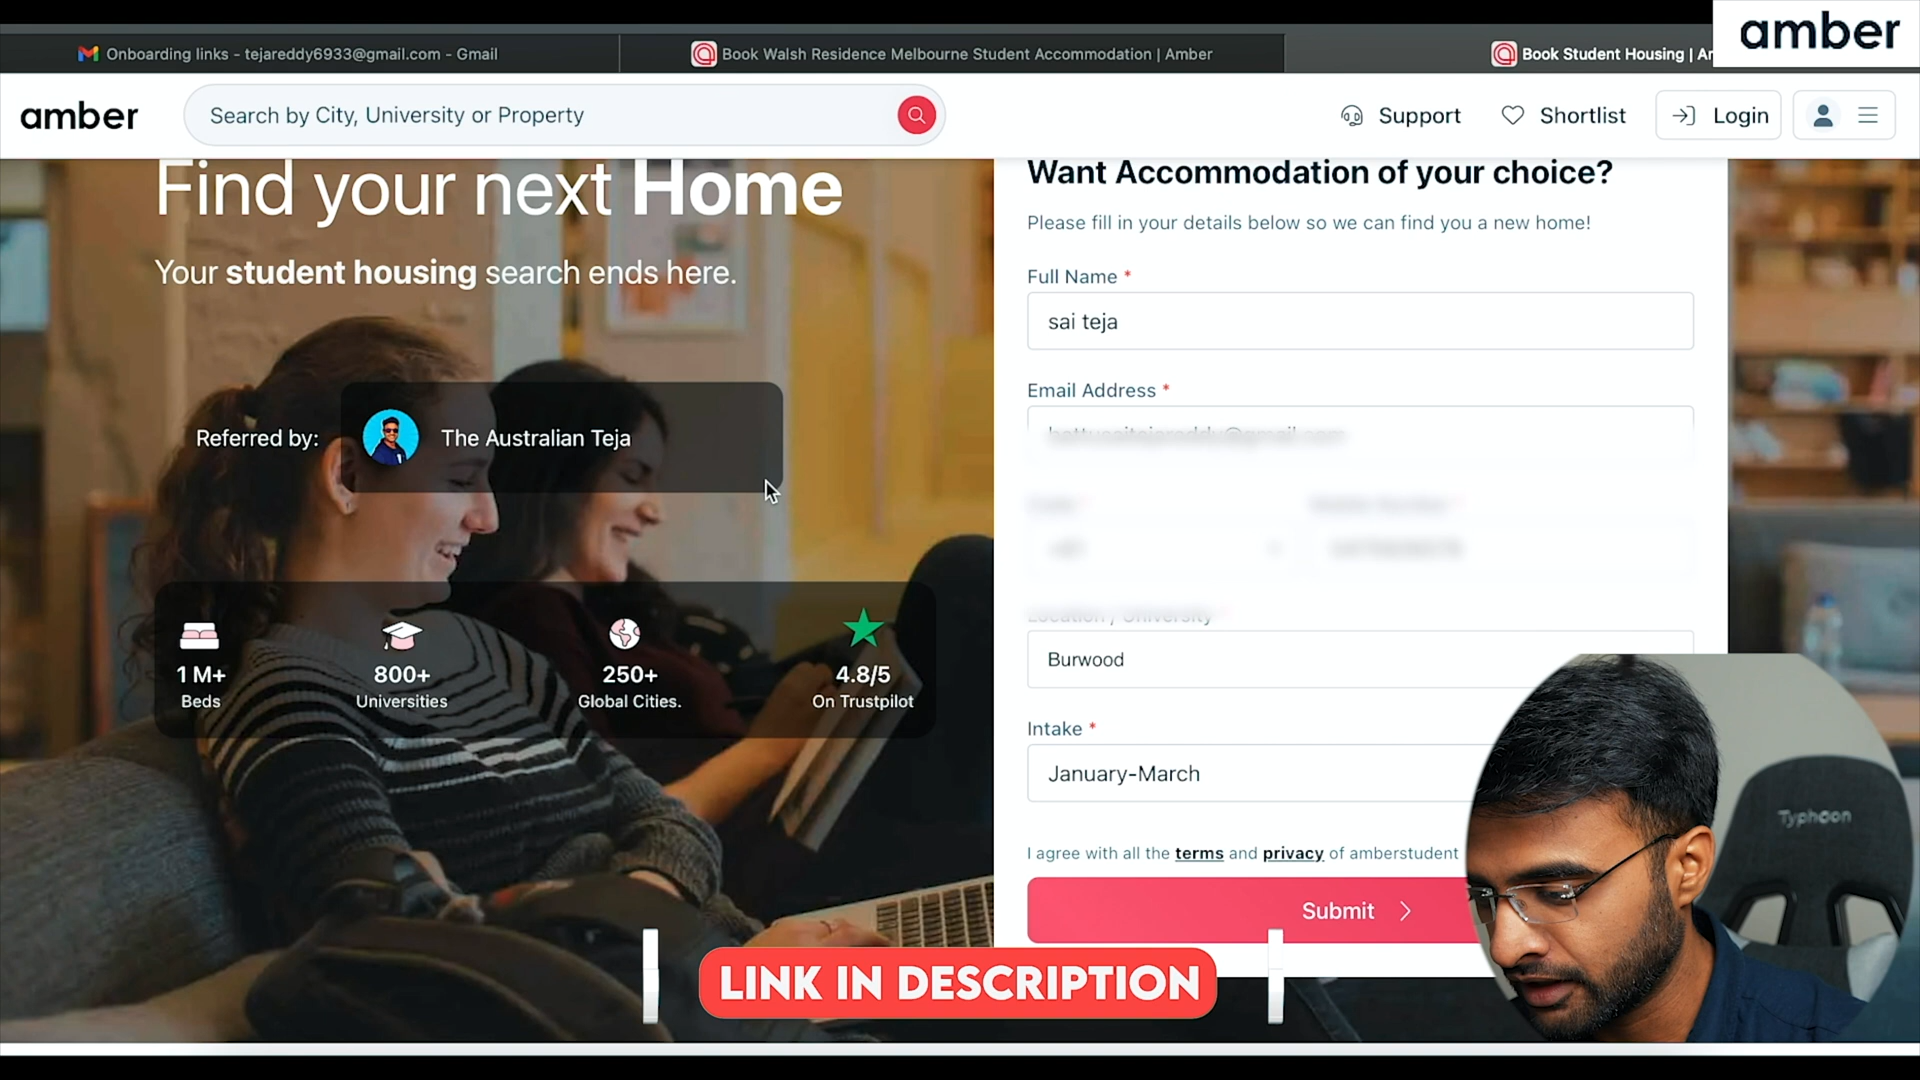 amber
Onboarding links - tejareddy6933@gmail.com - Gmail
Book Walsh Residence Melbourne Student Accommodation | Amber
Book Student Housing |
amber
Search by City, University or Property
Support
Shortlist
Login
Find your next Home
Your student housing search ends here.
Referred by:
The Australian Teja
1 M+
Beds
800+
Universities
250+
Global Cities.
4.8/5
On Trustpilot
Want Accommodation of your choice?
Please fill in your details below so we can find you a new home!
Full Name *
sai teja
Email Address *
Location / University
Burwood
Intake *
January-March
I agree with all the terms and privacy of amberstudent
Submit
LINK IN DESCRIPTION
Typhoon